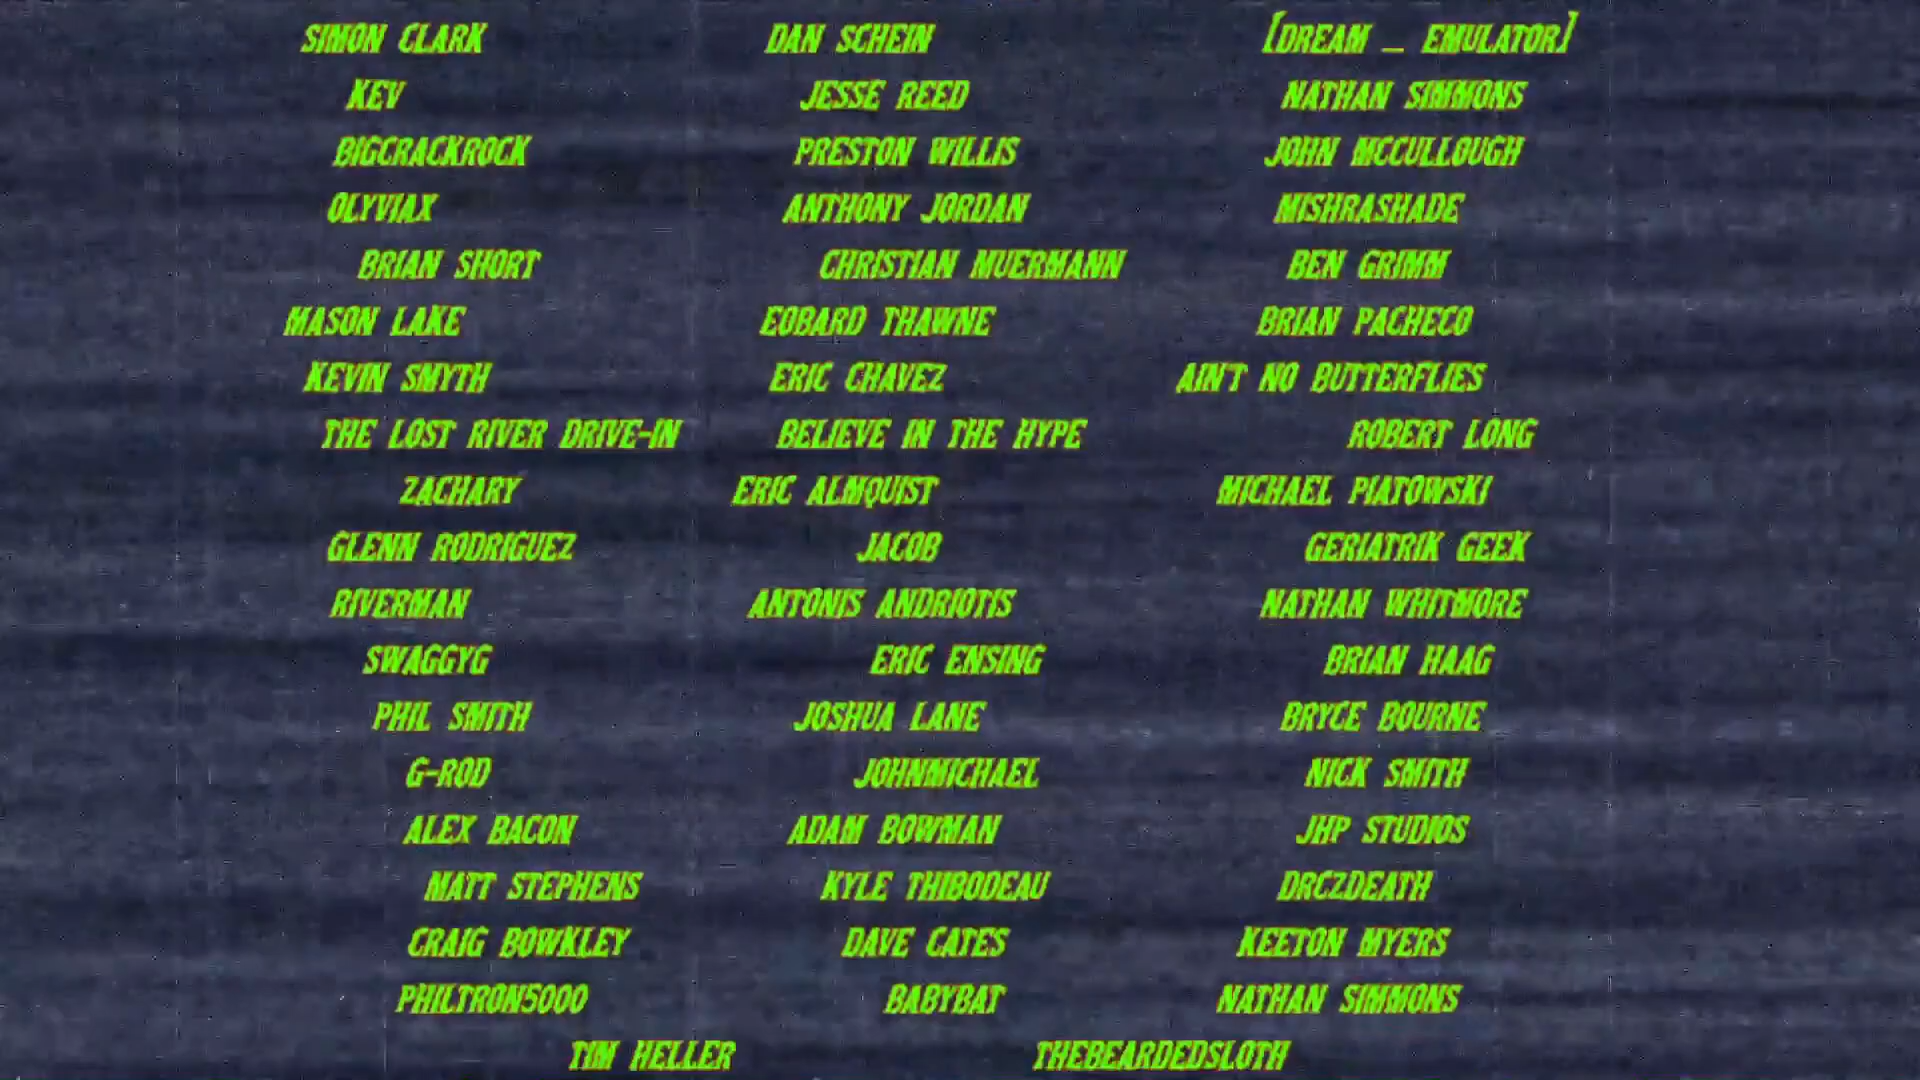 SIMON CLARK DAN SCHEIN [DREAM _ EMULATOR]
KEV JESSE REED NATHAN SIMMONS
BIGCRACKROCK PRESTON WILLIS JOHN MCCULLOUGH
OLYVIAX ANTHONY JORDAN MISHRASHADE
BRIAN SHORT CHRISTIAN MUERMANN BEN GRIMM
MASON LAKE EOBARD THAWNE BRIAN PACHECO
KEVIN SMYTH ERIC CHAVEZ AIN'T NO BUTTERFLIES
THE LOST RIVER DRIVE-IN BELIEVE IN THE HYPE ROBERT LONG
ZACHARY ERIC ALMQUIST MICHAEL PIATOWSKI
GLENN RODRIGUEZ JACOB GERIATRIK GEEK
RIVERMAN ANTONIS ANDRIOTIS NATHAN WHITMORE
SWAGGYG ERIC ENSING BRIAN HAAG
PHIL SMITH JOSHUA LANE BRYCE BOURNE
G-ROD JOHNMICHAEL NICK SMITH
ALEX BACON ADAM BOWMAN JHP STUDIOS
MATT STEPHENS KYLE THIBODEAU DRCZDEATH
CRAIG BOWKLEY DAVE CATES KEETON MYERS
PHILTRON5000 BABYBAT NATHAN SIMMONS
TIM HELLER THEBEARDEDSLOTH